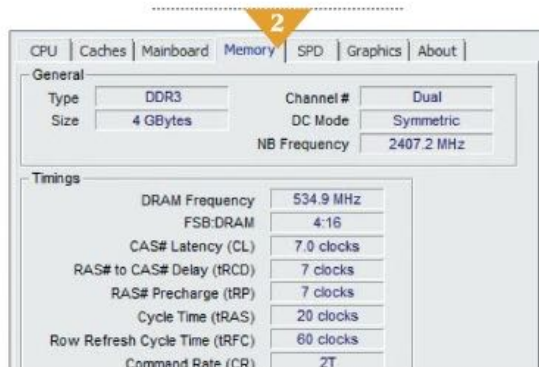 2
CPU Caches Mainboard Memory SPD Graphics About
General
Type DDR3 Channel # Dual
Size 4 GBytes DC Mode Symmetric
NB Frequency 2407.2 MHz
Timings
DRAM Frequency 534.9 MHz
FSB:DRAM 4:16
CAS# Latency (CL) 7.0 clocks
RAS# to CAS# Delay (tRCD) 7 clocks
RAS# Precharge (tRP) 7 clocks
Cycle Time (tRAS) 20 clocks
Row Refresh Cycle Time (tRFC) 60 clocks
Command Rate (CR) 2T